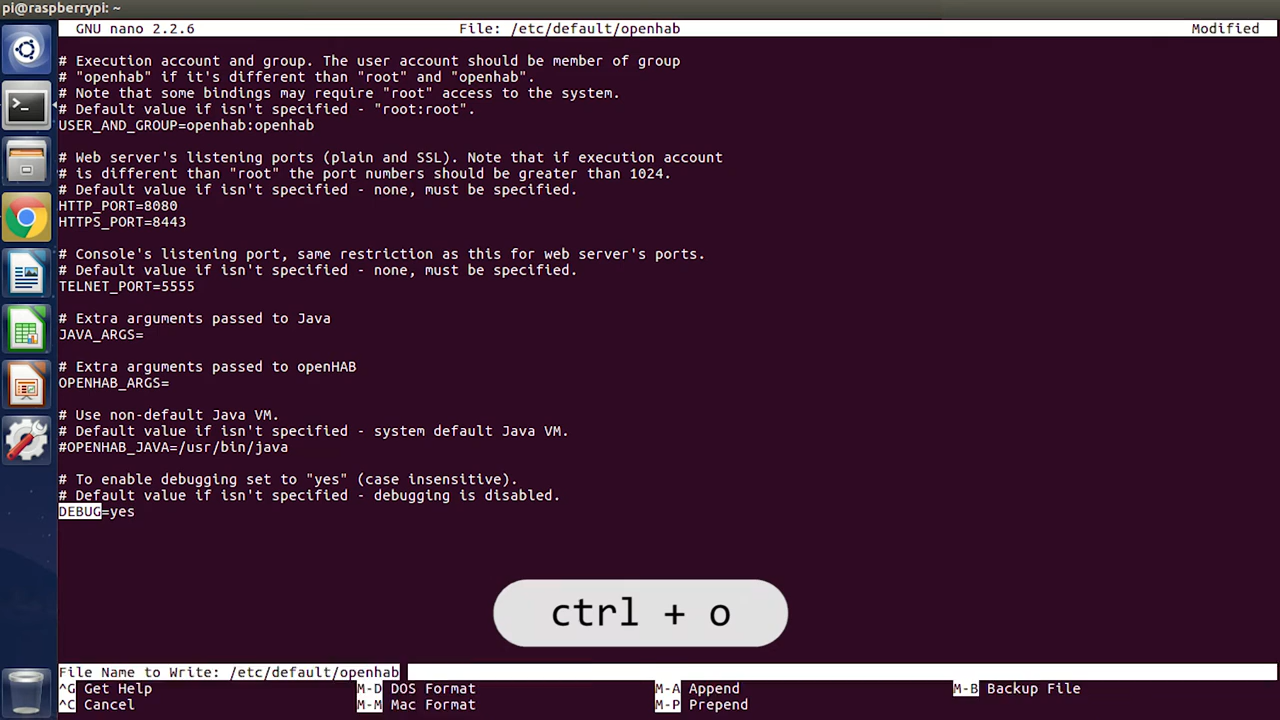 pi@raspberrypi: ~
GNU nano 2.2.6 File: /etc/default/openhab Modified
# Execution account and group. The user account should be member of group
# "openhab" if it's different than "root" and "openhab".
# Note that some bindings may require "root" access to the system.
# Default value if isn't specified - "root:root".
USER_AND_GROUP=openhab:openhab
# Web server's listening ports (plain and SSL). Note that if execution account
# is different than "root" the port numbers should be greater than 1024.
# Default value if isn't specified - none, must be specified.
HTTP_PORT=8080
HTTPS_PORT=8443
# Console's listening port, same restriction as this for web server's ports.
# Default value if isn't specified - none, must be specified.
TELNET_PORT=5555
# Extra arguments passed to Java
JAVA_ARGS=
# Extra arguments passed to openHAB
OPENHAB_ARGS=
# Use non-default Java VM.
# Default value if isn't specified - system default Java VM.
#OPENHAB_JAVA=/usr/bin/java
# To enable debugging set to "yes" (case insensitive).
# Default value if isn't specified - debugging is disabled.
DEBUG=yes
ctrl + o
File Name to Write: /etc/default/openhab
^G Get Help M-D DOS Format M-A Append M-B Backup File
^C Cancel M-M Mac Format M-P Prepend